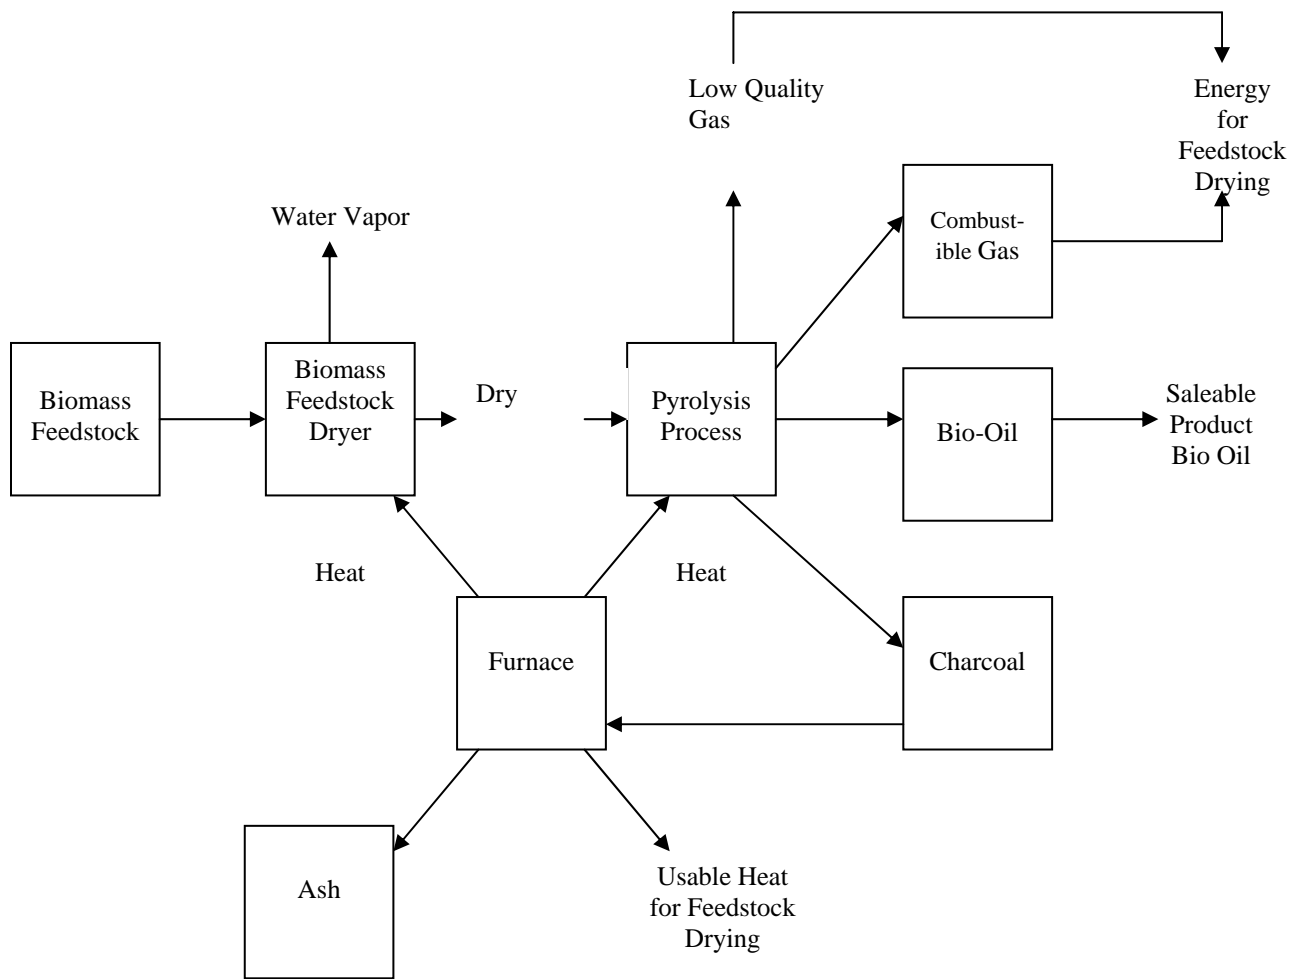 Low Quality
Gas
Energy
for
Feedstock
Drying
Water Vapor
Combust-
ible Gas
Biomass
Feedstock
Biomass
Feedstock
Dryer
Dry
Pyrolysis
Process
Bio-Oil
Saleable
Product
Bio Oil
Heat
Heat
Furnace
Charcoal
Ash
Usable Heat
for Feedstock
Drying